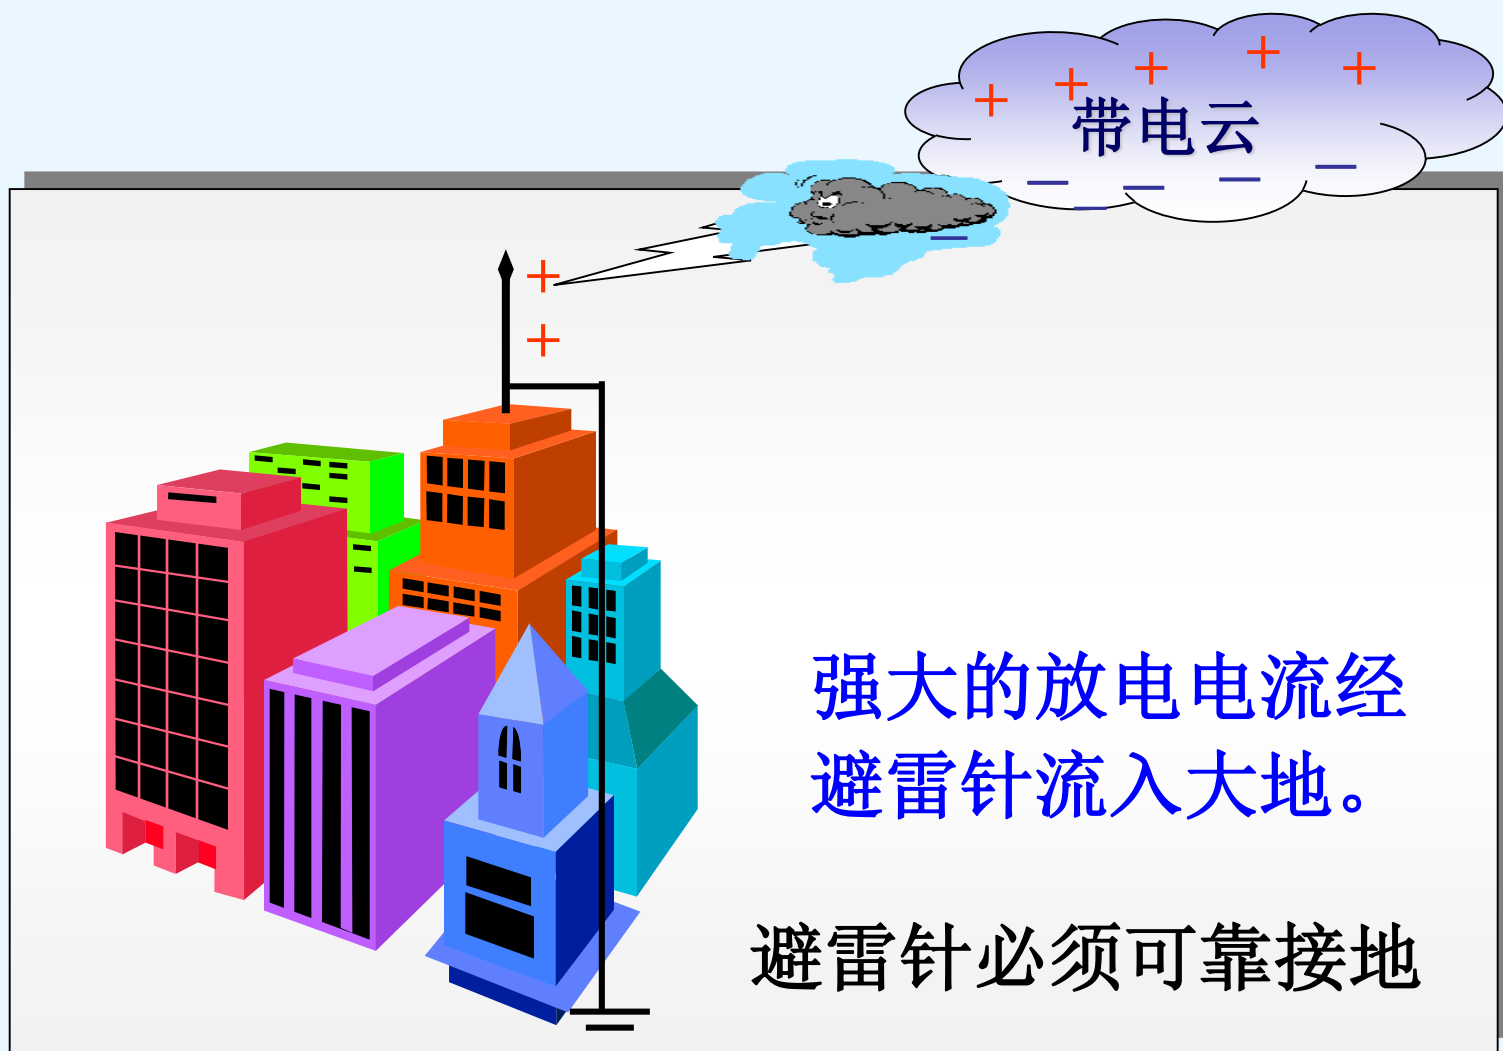 + + + + +
带电云
— — — — —
—
+
+
强大的放电电流经
避雷针流入大地。
避雷针必须可靠接地